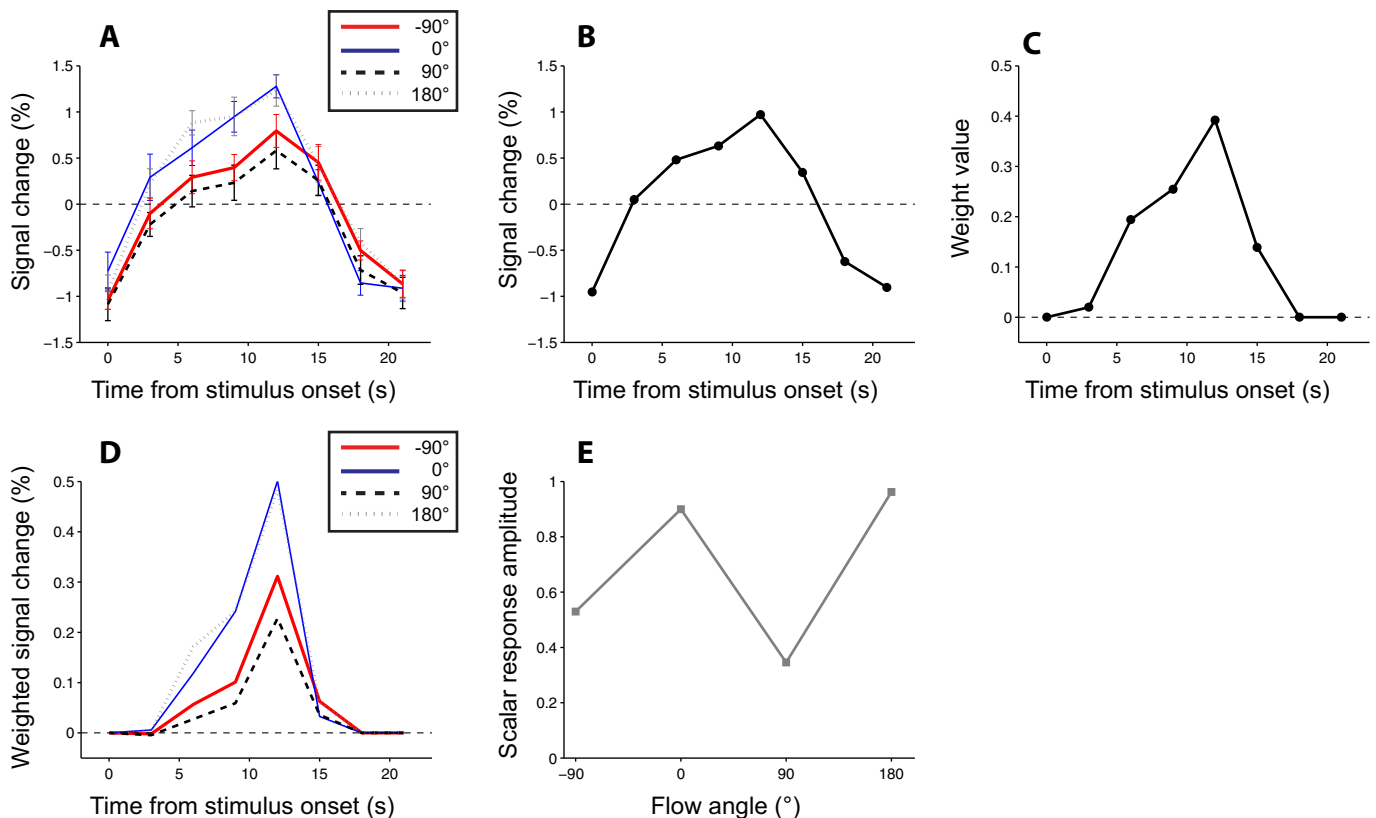 A
-90°
0°
90°
180°
Signal change (%)
1.5
1
0.5
0
−0.5
−1
−1.5
0 5 10 15 20
Time from stimulus onset (s)
B
Signal change (%)
1.5
1
0.5
0
−0.5
−1
−1.5
0 5 10 15 20
Time from stimulus onset (s)
C
Weight value
0.5
0.4
0.3
0.2
0.1
0
0 5 10 15 20
Time from stimulus onset (s)
D
-90°
0°
90°
180°
Weighted signal change (%)
0.5
0.4
0.3
0.2
0.1
0
0 5 10 15 20
Time from stimulus onset (s)
E
Scalar response amplitude
1
0.8
0.6
0.4
0.2
0
−90 0 90 180
Flow angle (°)